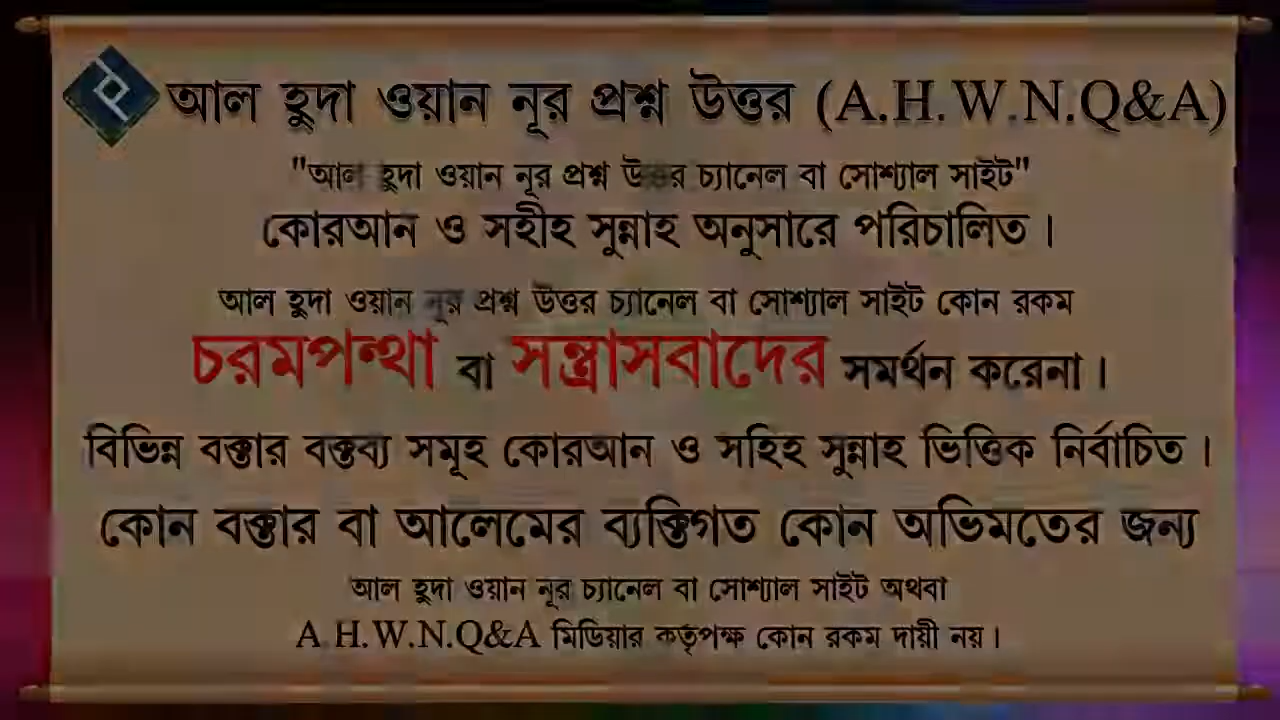 আল হুদা ওয়ান নূর প্রশ্ন উত্তর (A.H.W.N.Q&A)
"আল হুদা ওয়ান নূর প্রশ্ন উত্তর চ্যানেল বা সোশ্যাল সাইট"
কোরআন ও সহীহ সুন্নাহ অনুসারে পরিচালিত।
আল হুদা ওয়ান নূর প্রশ্ন উত্তর চ্যানেল বা সোশ্যাল সাইট কোন রকম
চরমপন্থা বা সন্ত্রাসবাদের সমর্থন করেনা।
বিভিন্ন বক্তার বক্তব্য সমূহ কোরআন ও সহিহ সুন্নাহ ভিত্তিক নির্বাচিত।
কোন বক্তার বা আলেমের ব্যক্তিগত কোন অভিমতের জন্য
আল হুদা ওয়ান নূর চ্যানেল বা সোশ্যাল সাইট অথবা
A.H.W.N.Q&A মিডিয়ার কর্তৃপক্ষ কোন রকম দায়ী নয়।